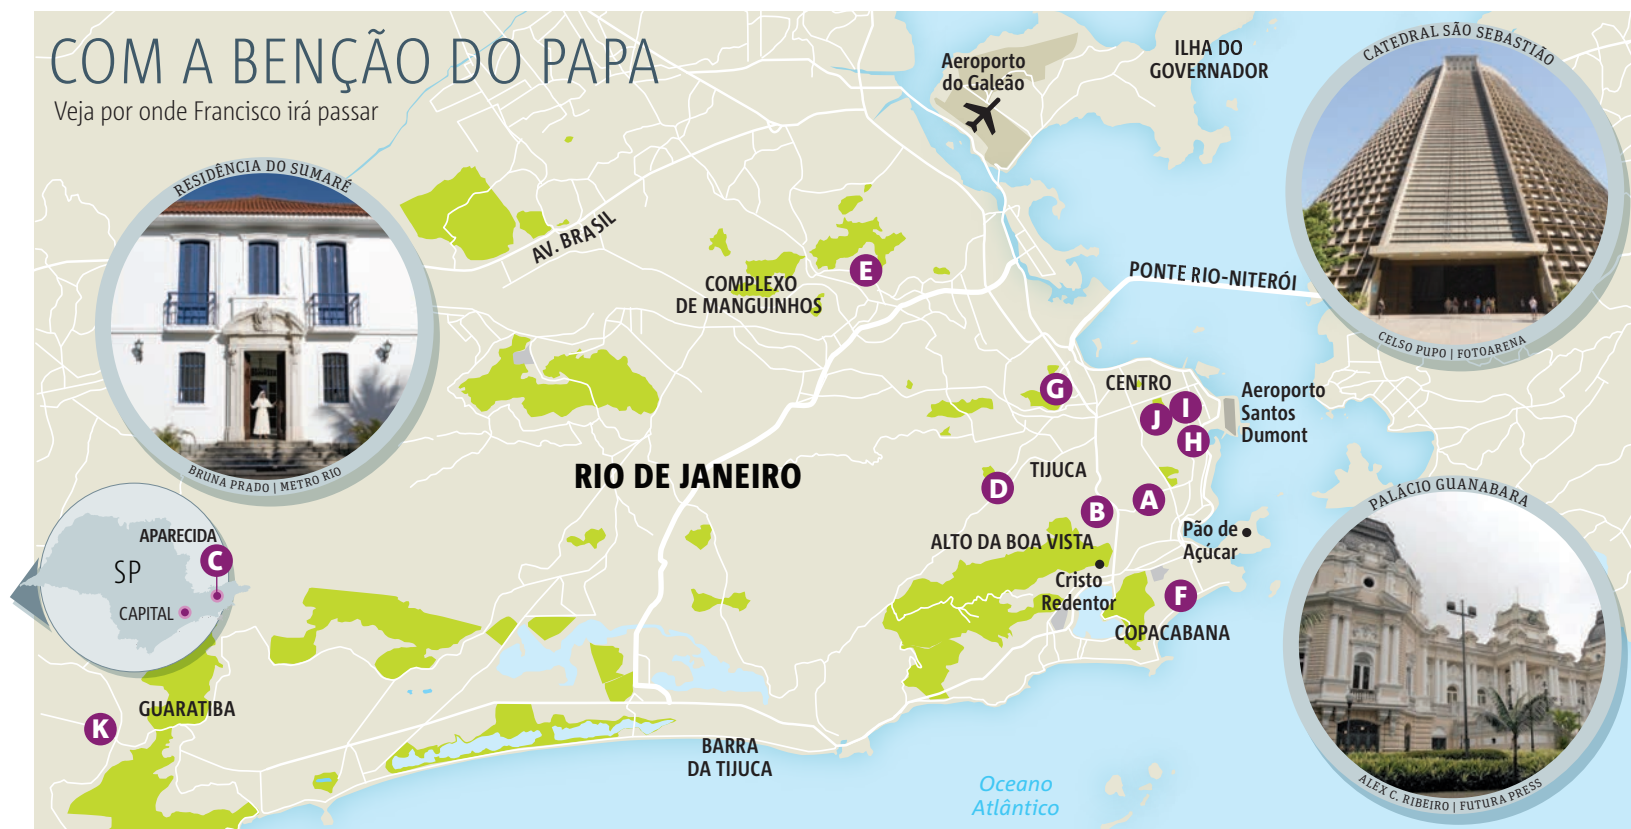 COM A BENÇÃO DO PAPA
Veja por onde Francisco irá passar
RESIDÊNCIA DO SUMARÉ
BRUNA PRADO | METRO RIO
CATEDRAL SÃO SEBASTIÃO
CELSO PUPO | FOTOARENA
Aeroporto
do Galeão
ILHA DO
GOVERNADOR
AV. BRASIL
COMPLEXO
DE MANGUINHOS
E
PONTE RIO-NITERÓI
G
CENTRO
I
J
H
Aeroporto
Santos
Dumont
RIO DE JANEIRO
TIJUCA
D
B
A
ALTO DA BOA VISTA
Pão de
Açúcar
Cristo
Redentor
F
COPACABANA
PALÁCIO GUANABARA
ALEX C. RIBEIRO | FUTURA PRESS
APARECIDA
C
SP
CAPITAL
GUARATIBA
K
BARRA
DA TIJUCA
Oceano
Atlântico